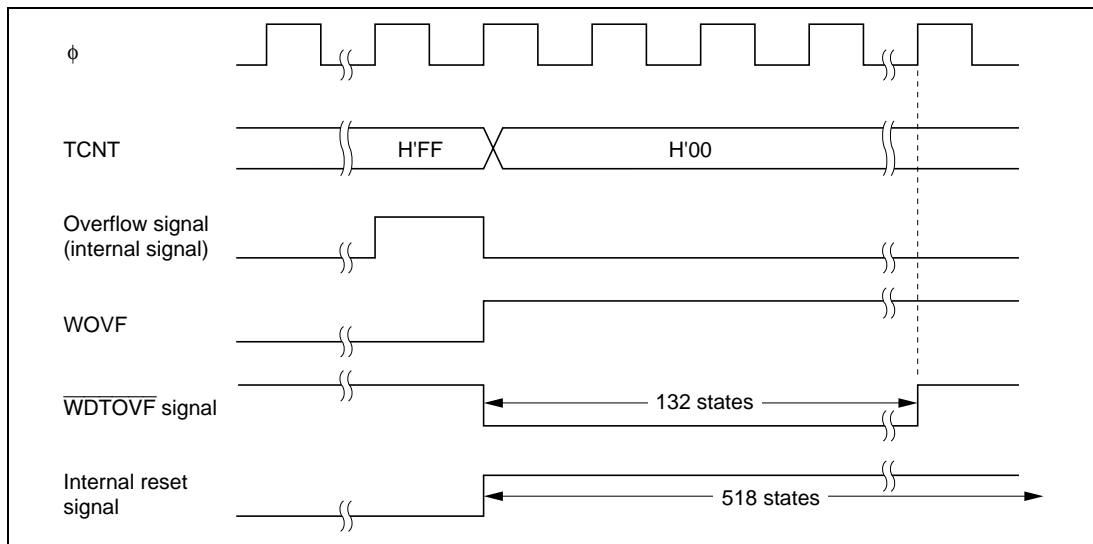 ϕ
TCNT
H'FF
H'00
Overflow signal
(internal signal)
WOVF
WDTOVF signal
132 states
Internal reset
signal
518 states